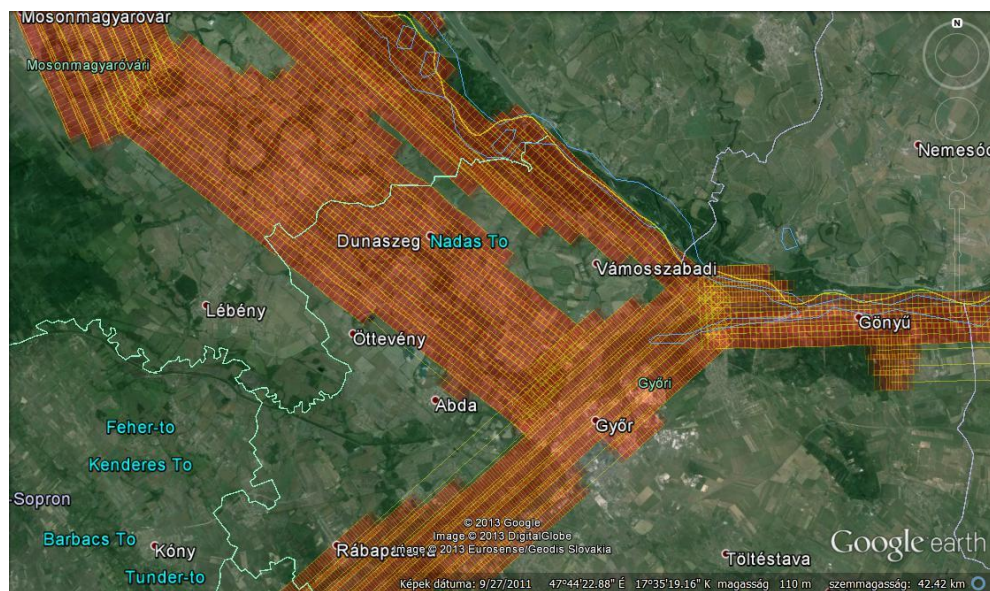 Mosonmagyaróvár
Mosonmagyaróvári
Nemesóc
Dunaszeg
Nadas To
Vámosszabadi
Lébény
Gönyű
Öttevény
Győri
Abda
Győr
Feher-to
Kenderes To
-Sopron
Barbacs To
Kóny
Tunder-to
© 2013 Google
Image © 2013 DigitalGlobe
Image © 2013 Eurosense/Geodis Slovakia
Töltéstava
Google earth
Képek dátuma: 9/27/2011 47°44'22.88" É 17°35'19.16" K magasság 110 m szemmagasság: 42.42 km
N